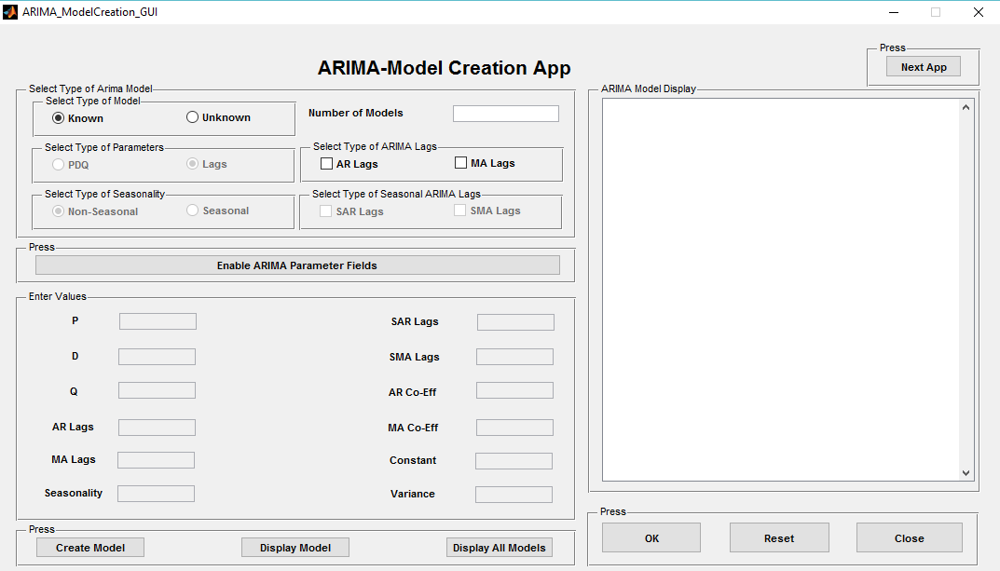 ARIMA_ModelCreation_GUI
ARIMA-Model Creation App
Press
Next App
Select Type of Arima Model
Select Type of Model
Known
Unknown
Number of Models
Select Type of Parameters
PDQ
Lags
Select Type of ARIMA Lags
AR Lags
MA Lags
Select Type of Seasonality
Non-Seasonal
Seasonal
Select Type of Seasonal ARIMA Lags
SAR Lags
SMA Lags
Press
Enable ARIMA Parameter Fields
Enter Values
P
D
Q
AR Lags
MA Lags
Seasonality
SAR Lags
SMA Lags
AR Co-Eff
MA Co-Eff
Constant
Variance
Press
Create Model
Display Model
Display All Models
ARIMA Model Display
Press
OK
Reset
Close